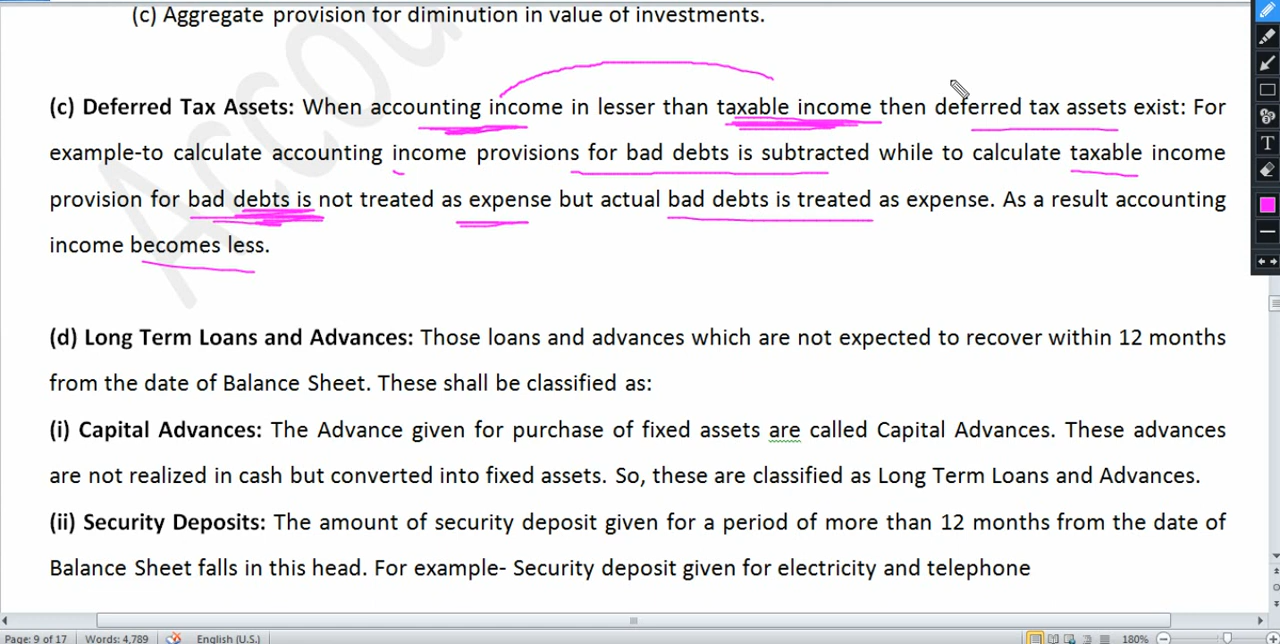 (c) Aggregate provision for diminution in value of investments.
(c) Deferred Tax Assets: When accounting income in lesser than taxable income then deferred tax assets exist: For
example-to calculate accounting income provisions for bad debts is subtracted while to calculate taxable income
provision for bad debts is not treated as expense but actual bad debts is treated as expense. As a result accounting
income becomes less.
(d) Long Term Loans and Advances: Those loans and advances which are not expected to recover within 12 months
from the date of Balance Sheet. These shall be classified as:
(i) Capital Advances: The Advance given for purchase of fixed assets are called Capital Advances. These advances
are not realized in cash but converted into fixed assets. So, these are classified as Long Term Loans and Advances.
(ii) Security Deposits: The amount of security deposit given for a period of more than 12 months from the date of
Balance Sheet falls in this head. For example- Security deposit given for electricity and telephone
Page: 9 of 17 Words: 4,789 English (U.S.) 180%